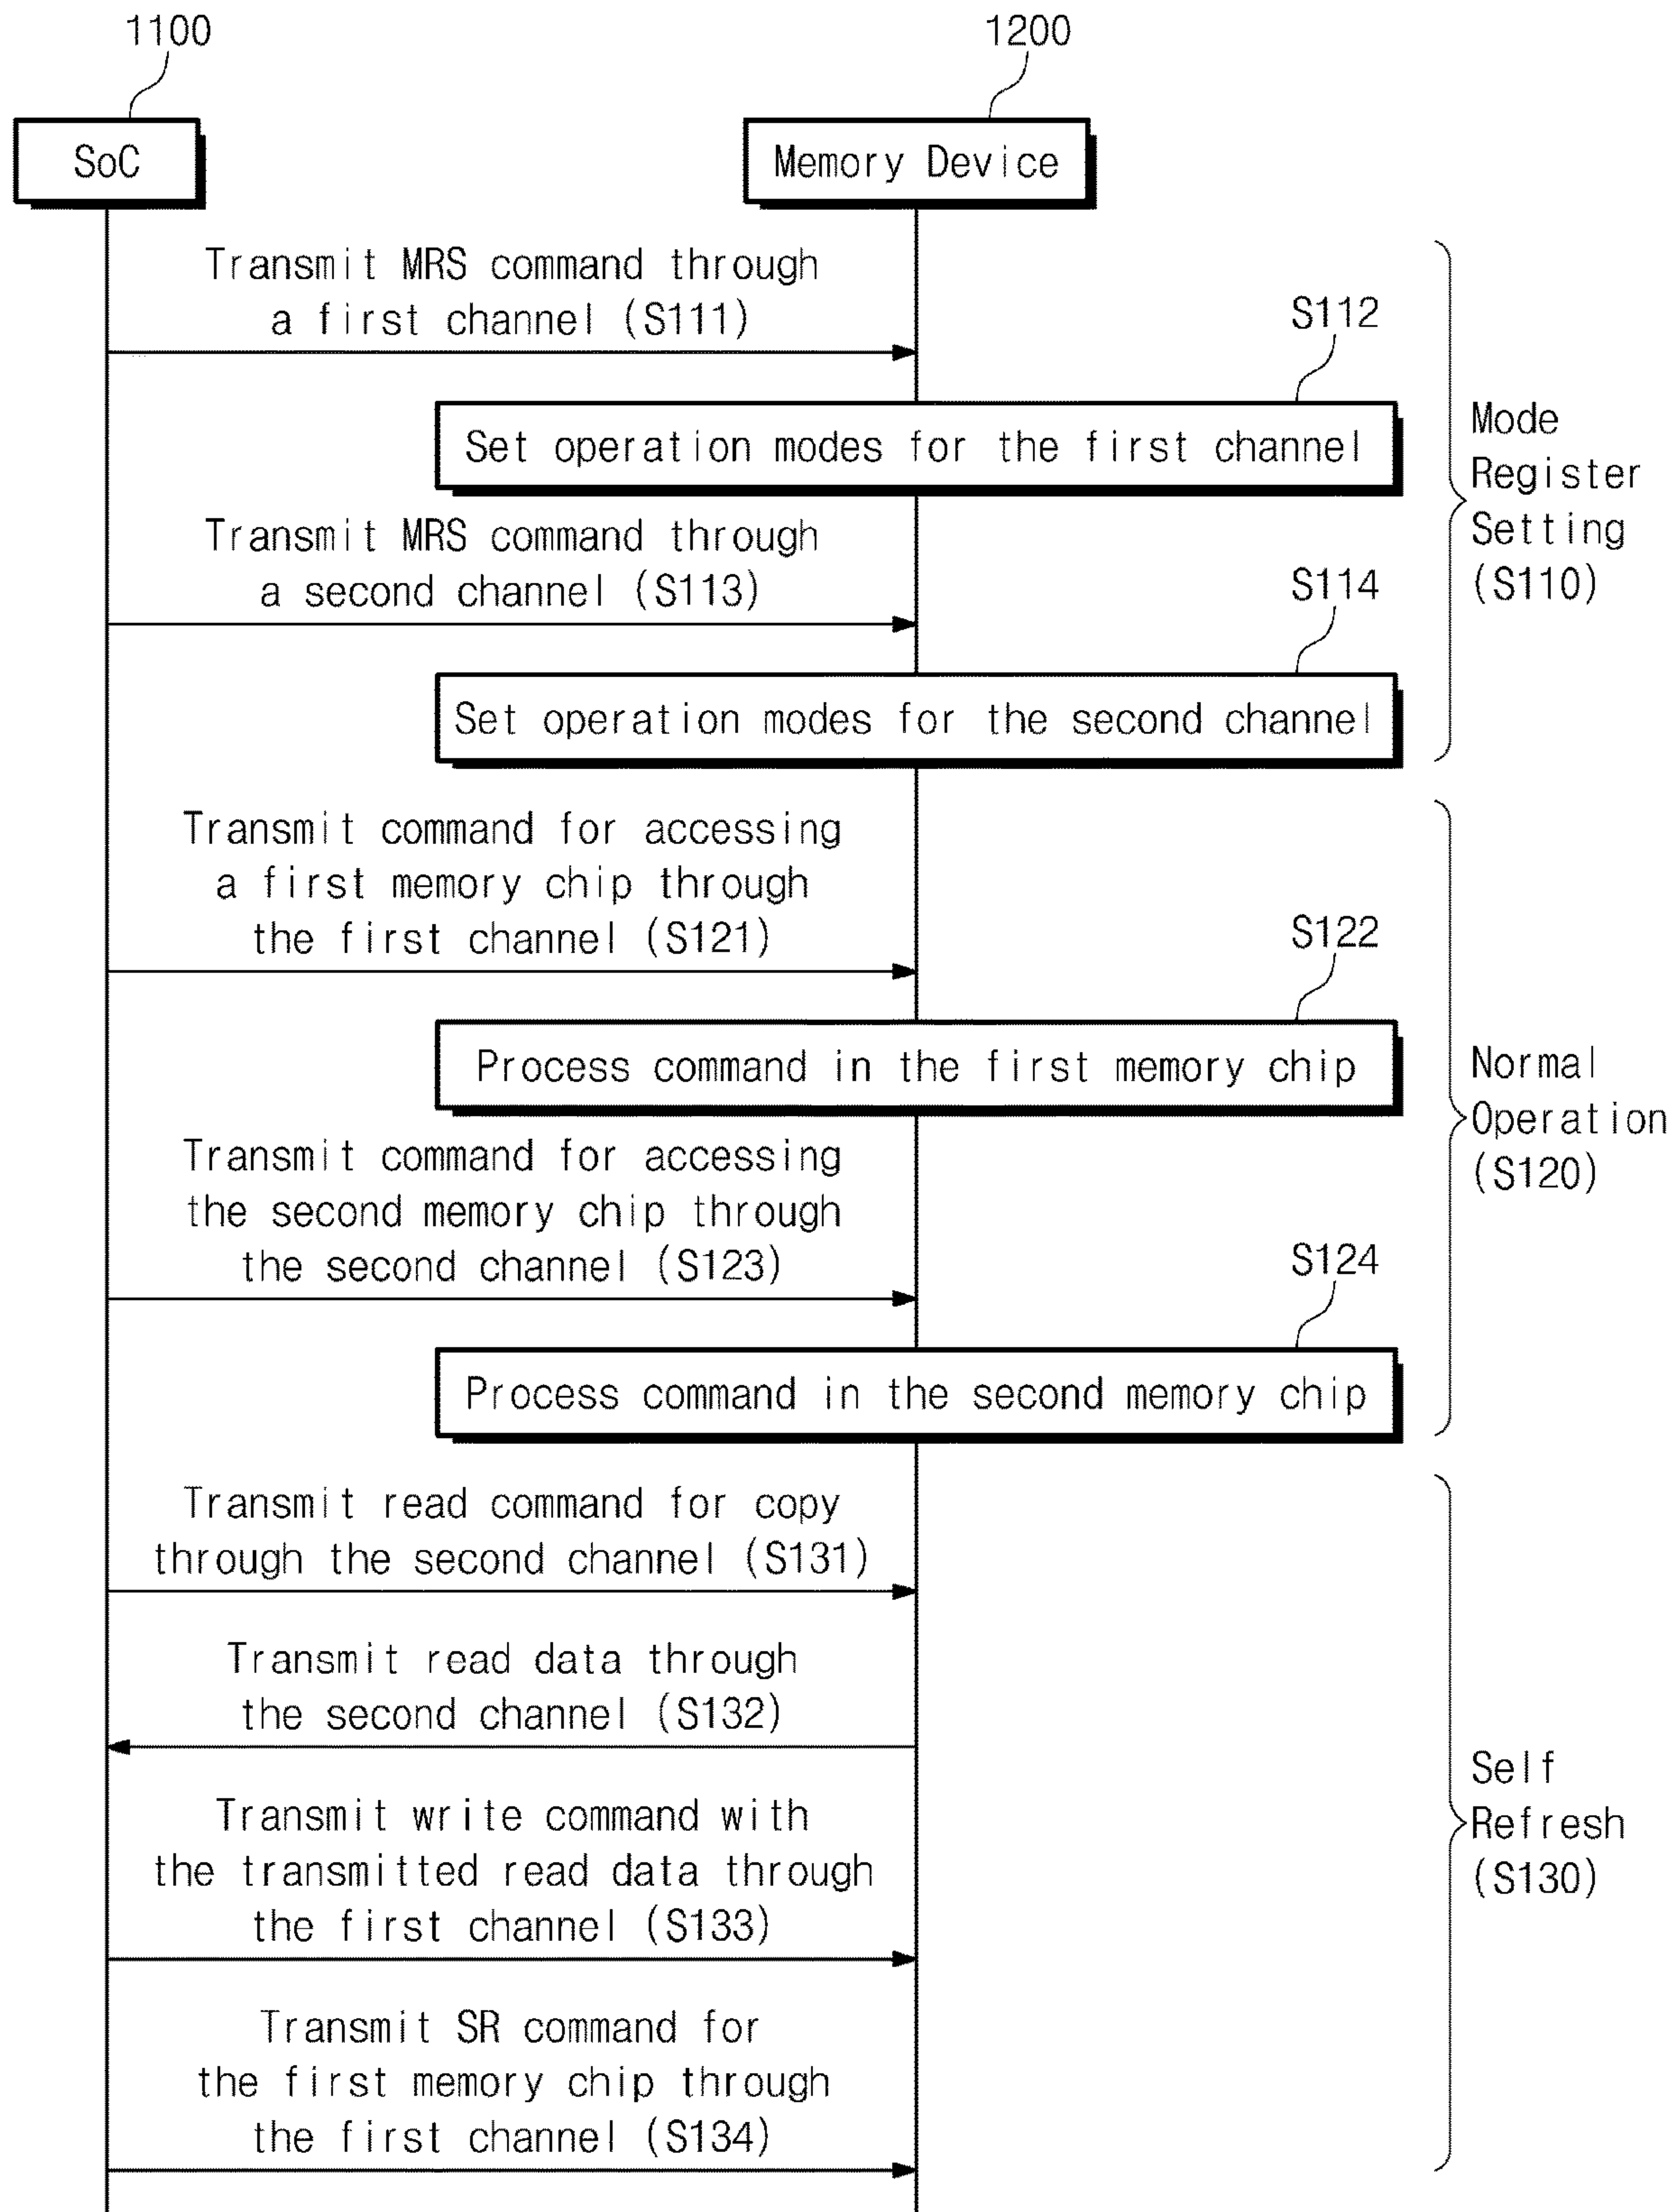 1100
1200
SoC
Memory Device
Transmit MRS command through
a first channel (S111)
S112
Set operation modes for the first channel
Transmit MRS command through
a second channel (S113)
S114
Set operation modes for the second channel
Mode
Register
Setting
(S110)
Transmit command for accessing
a first memory chip through
the first channel (S121)
S122
Process command in the first memory chip
Transmit command for accessing
the second memory chip through
the second channel (S123)
S124
Process command in the second memory chip
Normal
Operation
(S120)
Transmit read command for copy
through the second channel (S131)
Transmit read data through
the second channel (S132)
Transmit write command with
the transmitted read data through
the first channel (S133)
Transmit SR command for
the first memory chip through
the first channel (S134)
Self
Refresh
(S130)